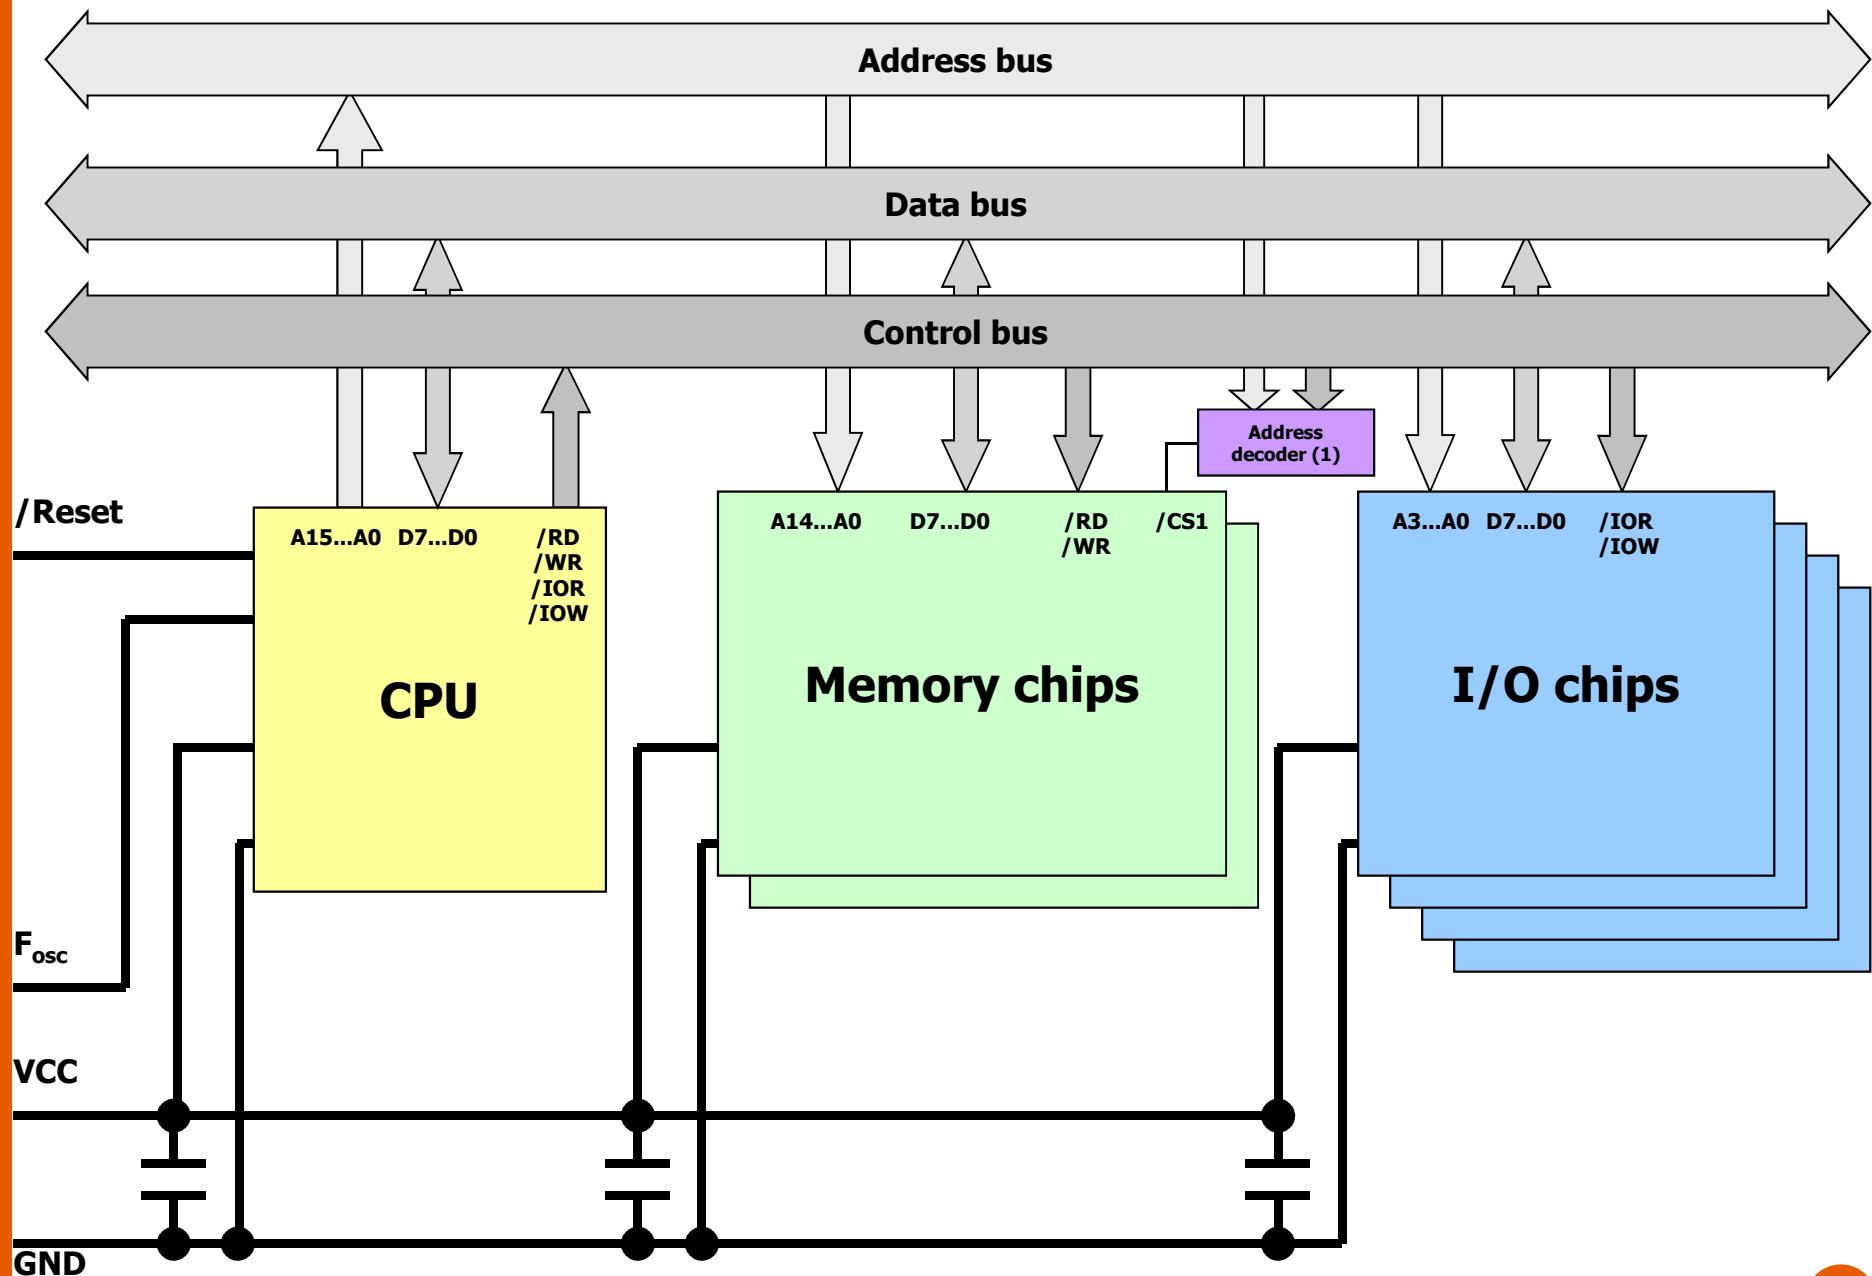 Address bus
Data bus
Control bus
Address
decoder (1)
/Reset
A15...A0 D7...D0 /RD
/WR
/IOR
/IOW
CPU
A14...A0 D7...D0 /RD /CS1
/WR
Memory chips
A3...A0 D7...D0 /IOR
/IOW
I/O chips
Fosc
VCC
GND